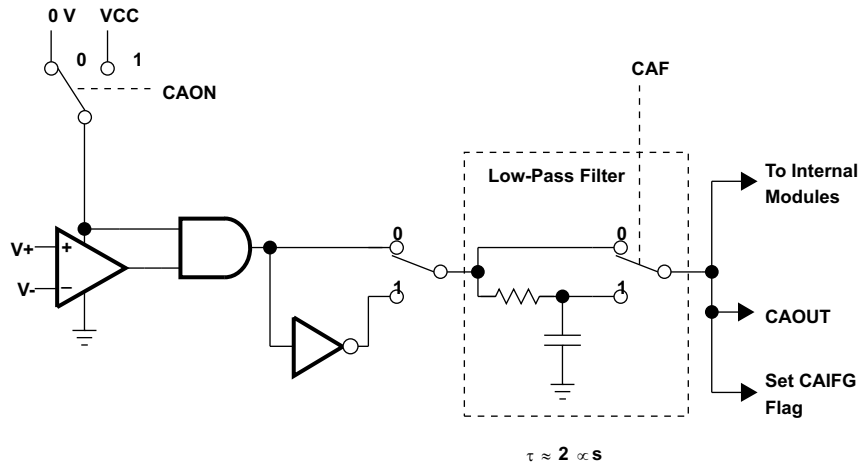 0 V VCC
0 1
CAON
CAF
Low-Pass Filter
To Internal
Modules
V+
+
V-
−
0
1
0
1
CAOUT
Set CAIFG
Flag
τ ≈ 2 ∝s